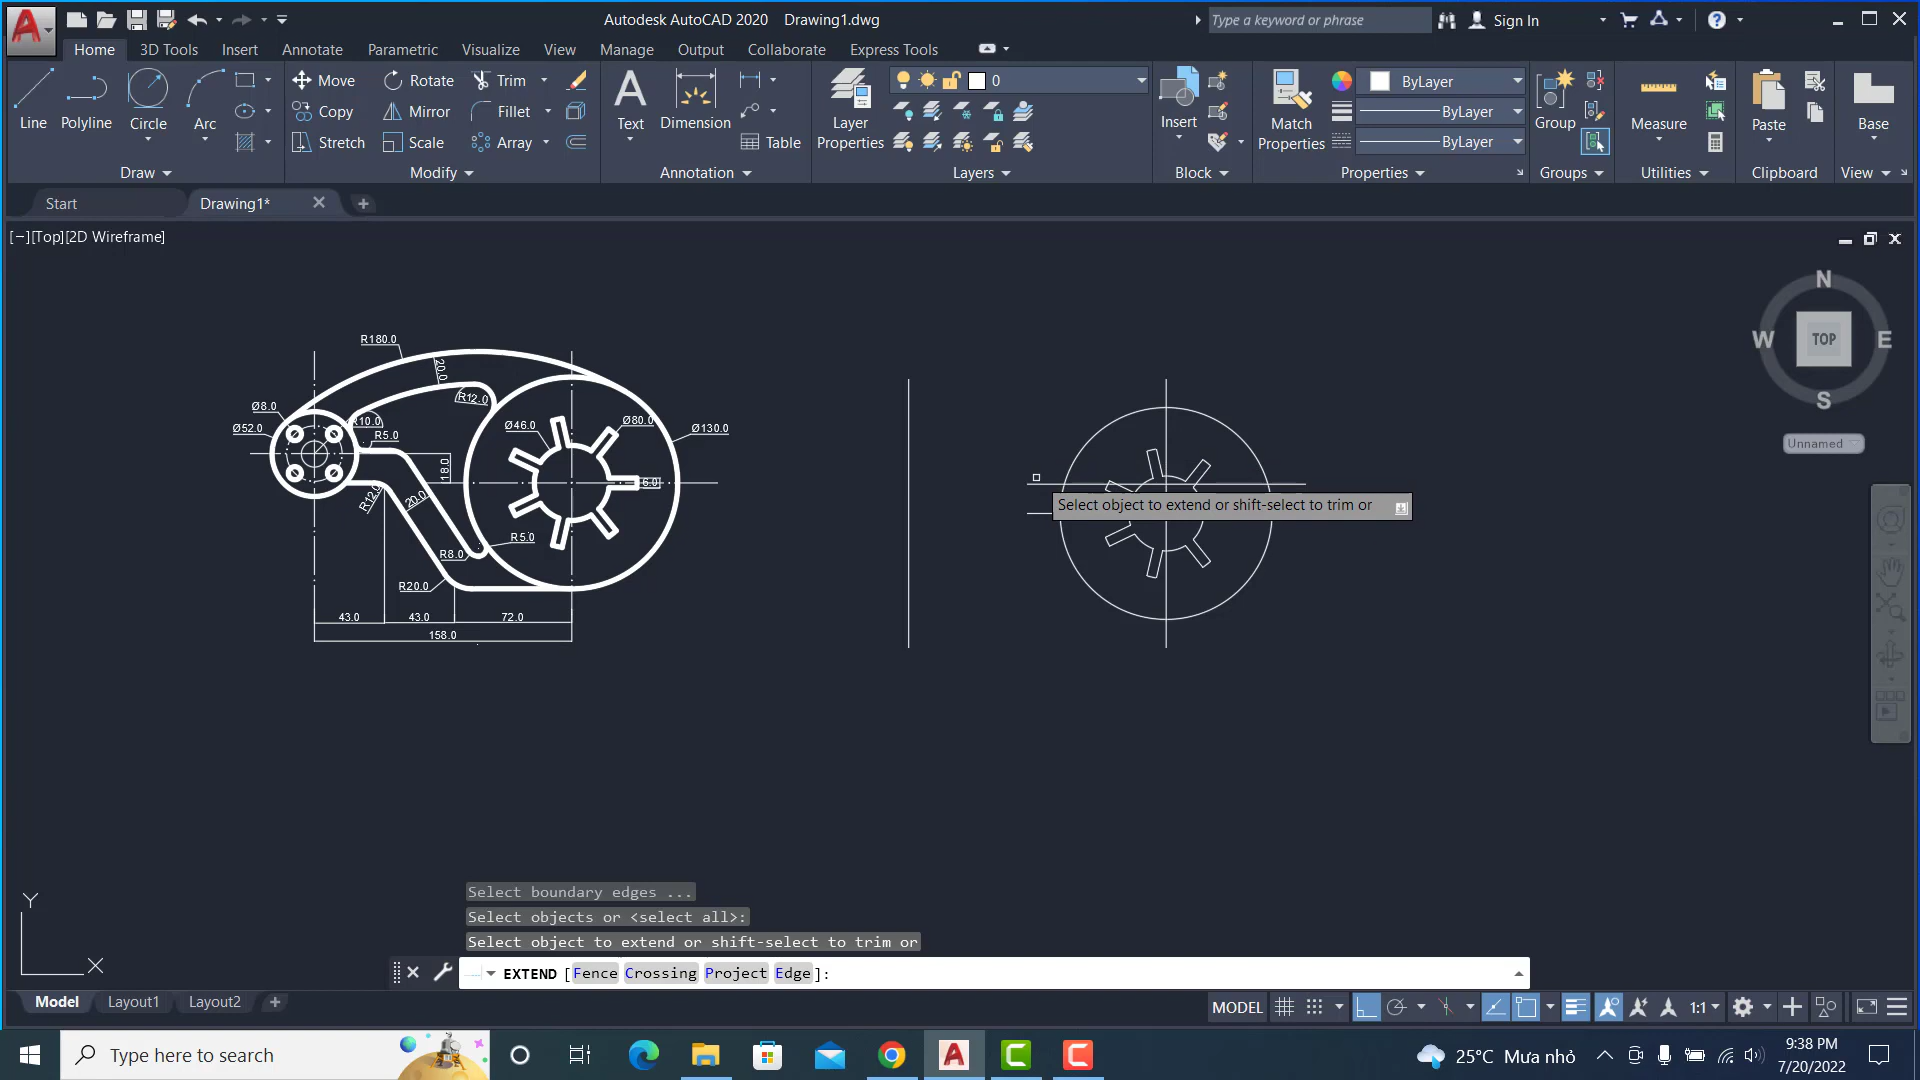 Autodesk AutoCAD 2020 Drawing1.dwg
Type a keyword or phrase
Sign In
Home 3D Tools Insert Annotate Parametric Visualize View Manage Output Collaborate Express Tools
Line Polyline Circle Arc
Draw
Move Rotate Trim
Copy Mirror Fillet
Stretch Scale Array
Modify
Text Dimension Table
Annotation
Layer Properties
0
Layers
Insert
Block
Match Properties
ByLayer
ByLayer
ByLayer
Properties
Group
Groups
Measure
Utilities
Paste
Clipboard
Base
View
Start Drawing1*
[−][Top][2D Wireframe]
N
W TOP E
S
Unnamed
R180.0
20.0
R12.0
Ø8.0
Ø52.0
R10.0
R5.0
Ø46.0
Ø80.0
Ø130.0
18.0
6.0
R12.0
20.0
R5.0
R8.0
R20.0
43.0 43.0 72.0
158.0
Select object to extend or shift-select to trim or
Y
X
Select boundary edges ...
Select objects or <select all>:
Select object to extend or shift-select to trim or
EXTEND [Fence Crossing Project Edge]:
Model Layout1 Layout2
MODEL 1:1
Type here to search
25°C Mưa nhỏ
9:38 PM
7/20/2022